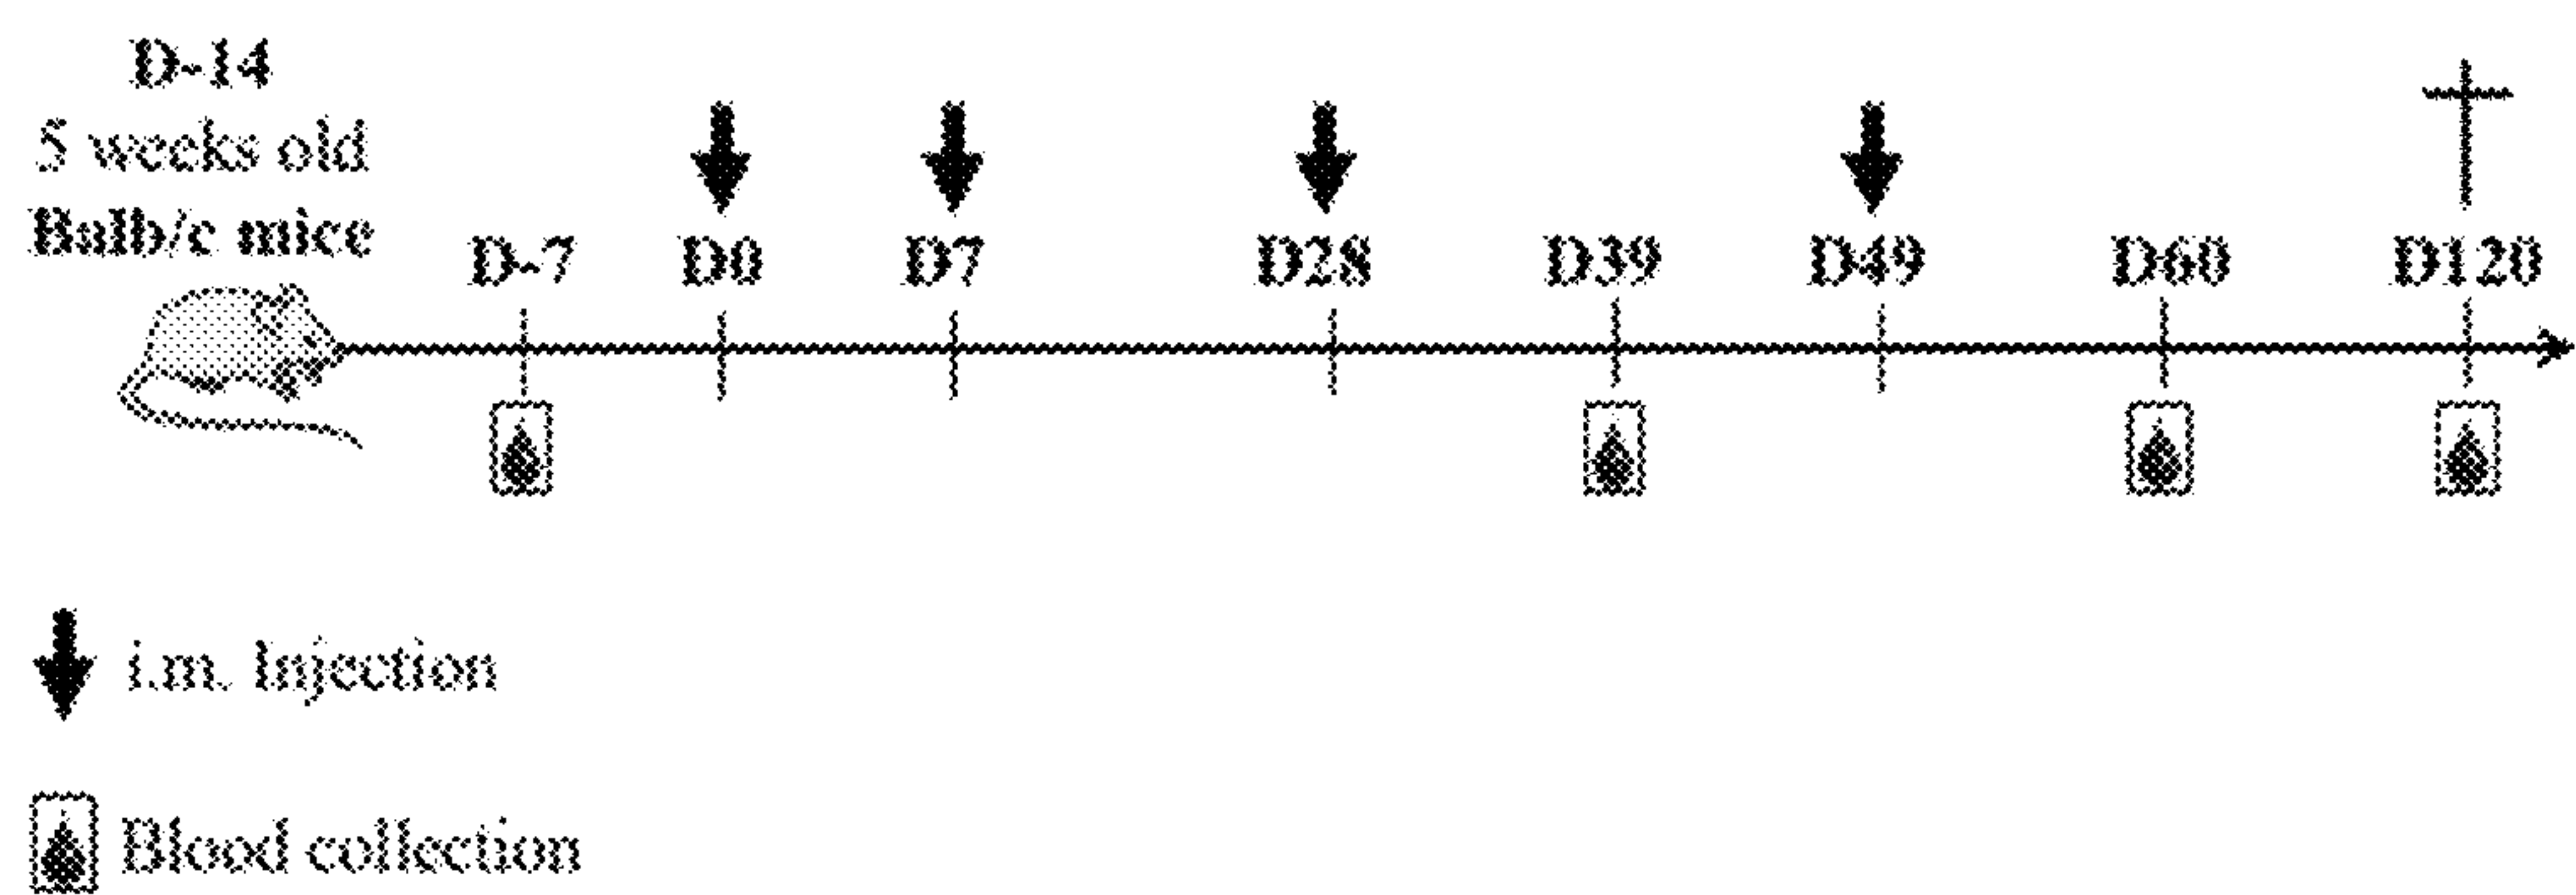 D-14
5 weeks old
Balb/c mice
D-7 D0 D7 D28 D39 D49 D60 D120
i.m. Injection
Blood collection